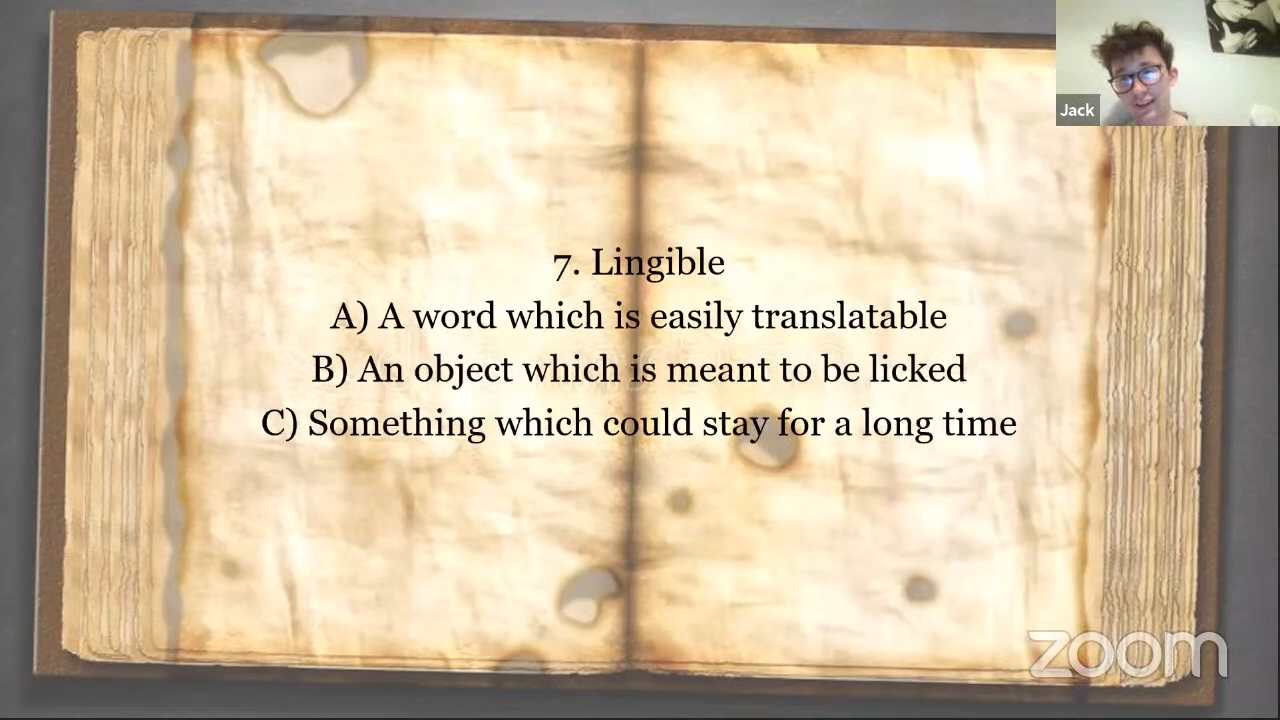 Jack
7. Lingible
A) A word which is easily translatable
B) An object which is meant to be licked
C) Something which could stay for a long time
zoom